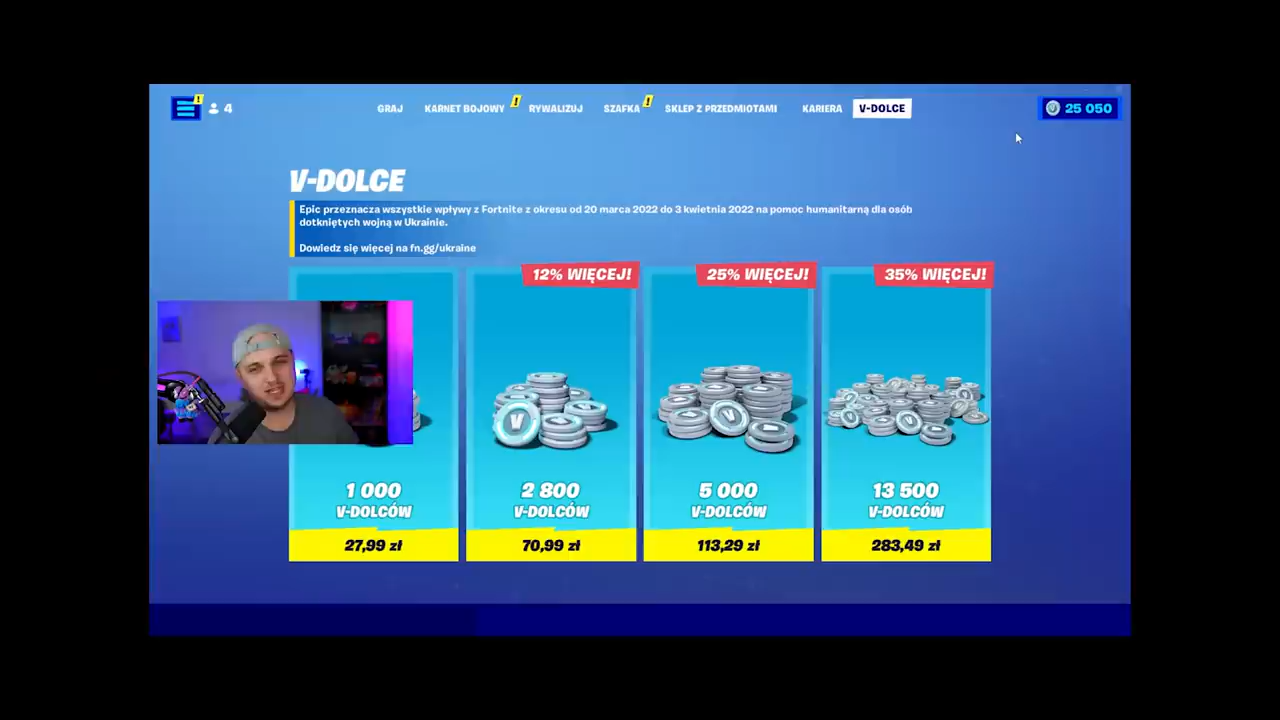 4
GRAJ
KARNET BOJOWY
!
RYWALIZUJ
SZAFKA
!
SKLEP Z PRZEDMIOTAMI
KARIERA
V-DOLCE
25 050
V-DOLCE
Epic przeznacza wszystkie wpływy z Fortnite z okresu od 20 marca 2022 do 3 kwietnia 2022 na pomoc humanitarną dla osób
dotkniętych wojną w Ukrainie.
Dowiedz się więcej na fn.gg/ukraine
1 000
V-DOLCÓW
27,99 zł
12% WIĘCEJ!
2 800
V-DOLCÓW
70,99 zł
25% WIĘCEJ!
5 000
V-DOLCÓW
113,29 zł
35% WIĘCEJ!
13 500
V-DOLCÓW
283,49 zł